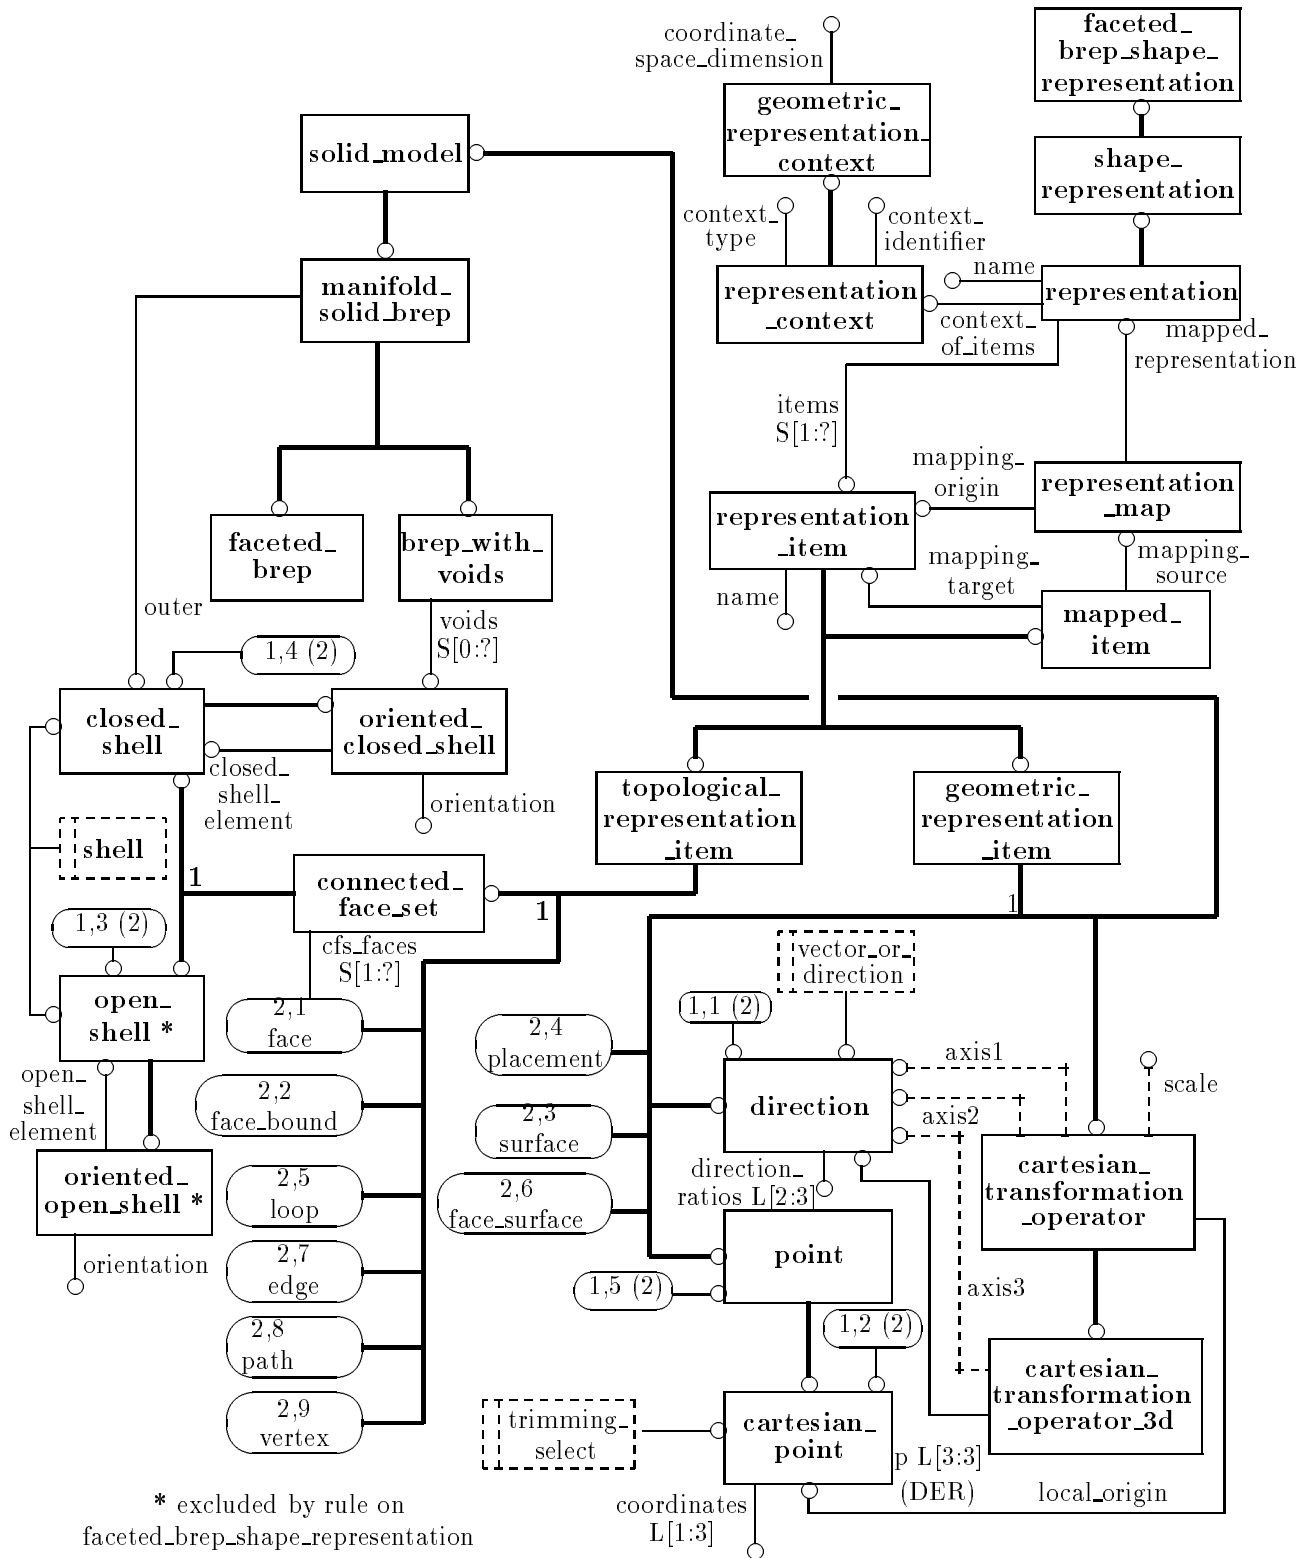 coordinate_
space_dimension
faceted_
brep_shape_
representation
geometric_
representation_
context
solid_model
shape_
representation
context_
type
context_
identifier
name
manifold_
solid_brep
representation
_context
representation
context_
of_items
mapped_
representation
items
S[1:?]
mapping_
origin
representation
_map
representation
_item
faceted_
brep
brep_with_
voids
mapping_
target
mapping_
source
name
outer
voids
S[0:?]
mapped_
item
1,4 (2)
closed_
shell
oriented_
closed_shell
closed_
shell_
element
orientation
topological_
representation
_item
geometric_
representation
_item
shell
1
connected_
face_set
1
1
1,3 (2)
cfs_faces
S[1:?]
vector_or_
direction
open_
shell *
2,1
face
1,1 (2)
2,4
placement
axis1
scale
open_
shell_
element
2,2
face_bound
direction
axis2
2,3
surface
oriented_
open_shell *
2,5
loop
2,6
face_surface
direction_
ratios L[2:3]
cartesian_
transformation
_operator
orientation
2,7
edge
point
1,5 (2)
axis3
2,8
path
1,2 (2)
cartesian_
transformation
_operator_3d
2,9
vertex
trimming_
select
cartesian_
point
p L[3:3]
(DER)
local_origin
coordinates
L[1:3]
* excluded by rule on
faceted_brep_shape_representation